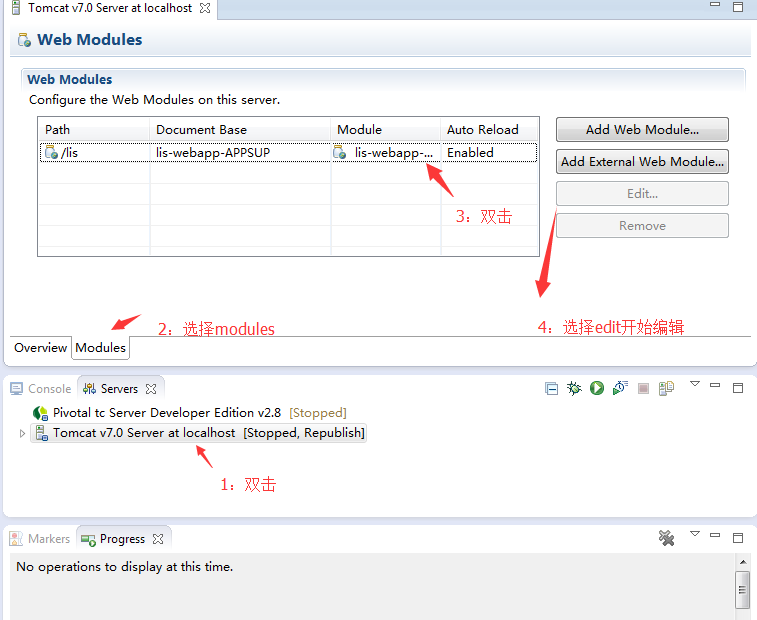 Tomcat v7.0 Server at localhost
Web Modules
Web Modules
Configure the Web Modules on this server.
Path Document Base Module Auto Reload
/lis lis-webapp-APPSUP lis-webapp-... Enabled
Add Web Module...
Add External Web Module...
Edit...
Remove
3：双击
4：选择edit开始编辑
2：选择modules
Overview Modules
Console Servers
Pivotal tc Server Developer Edition v2.8 [Stopped]
Tomcat v7.0 Server at localhost [Stopped, Republish]
1：双击
Markers Progress
No operations to display at this time.